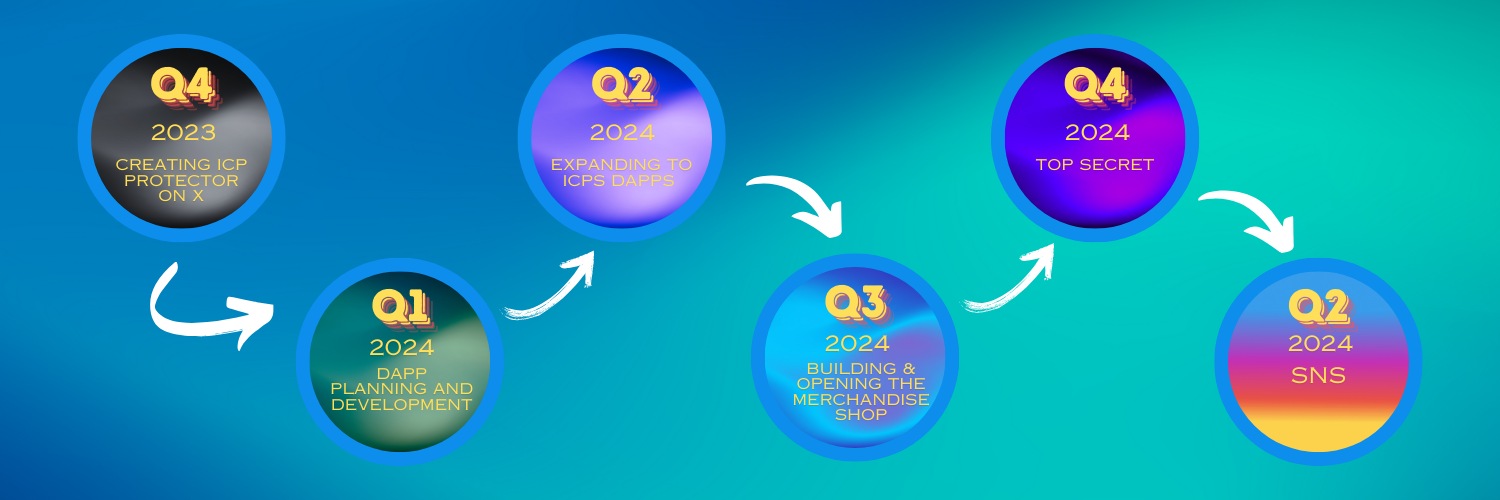 Q4
2023
CREATING ICP
PROTECTOR
ON X
Q1
2024
DAPP
PLANNING AND
DEVELOPMENT
Q2
2024
EXPANDING TO
ICPS DAPPS
Q3
2024
BUILDING &
OPENING THE
MERCHANDISE
SHOP
Q4
2024
TOP SECRET
Q2
2024
SNS